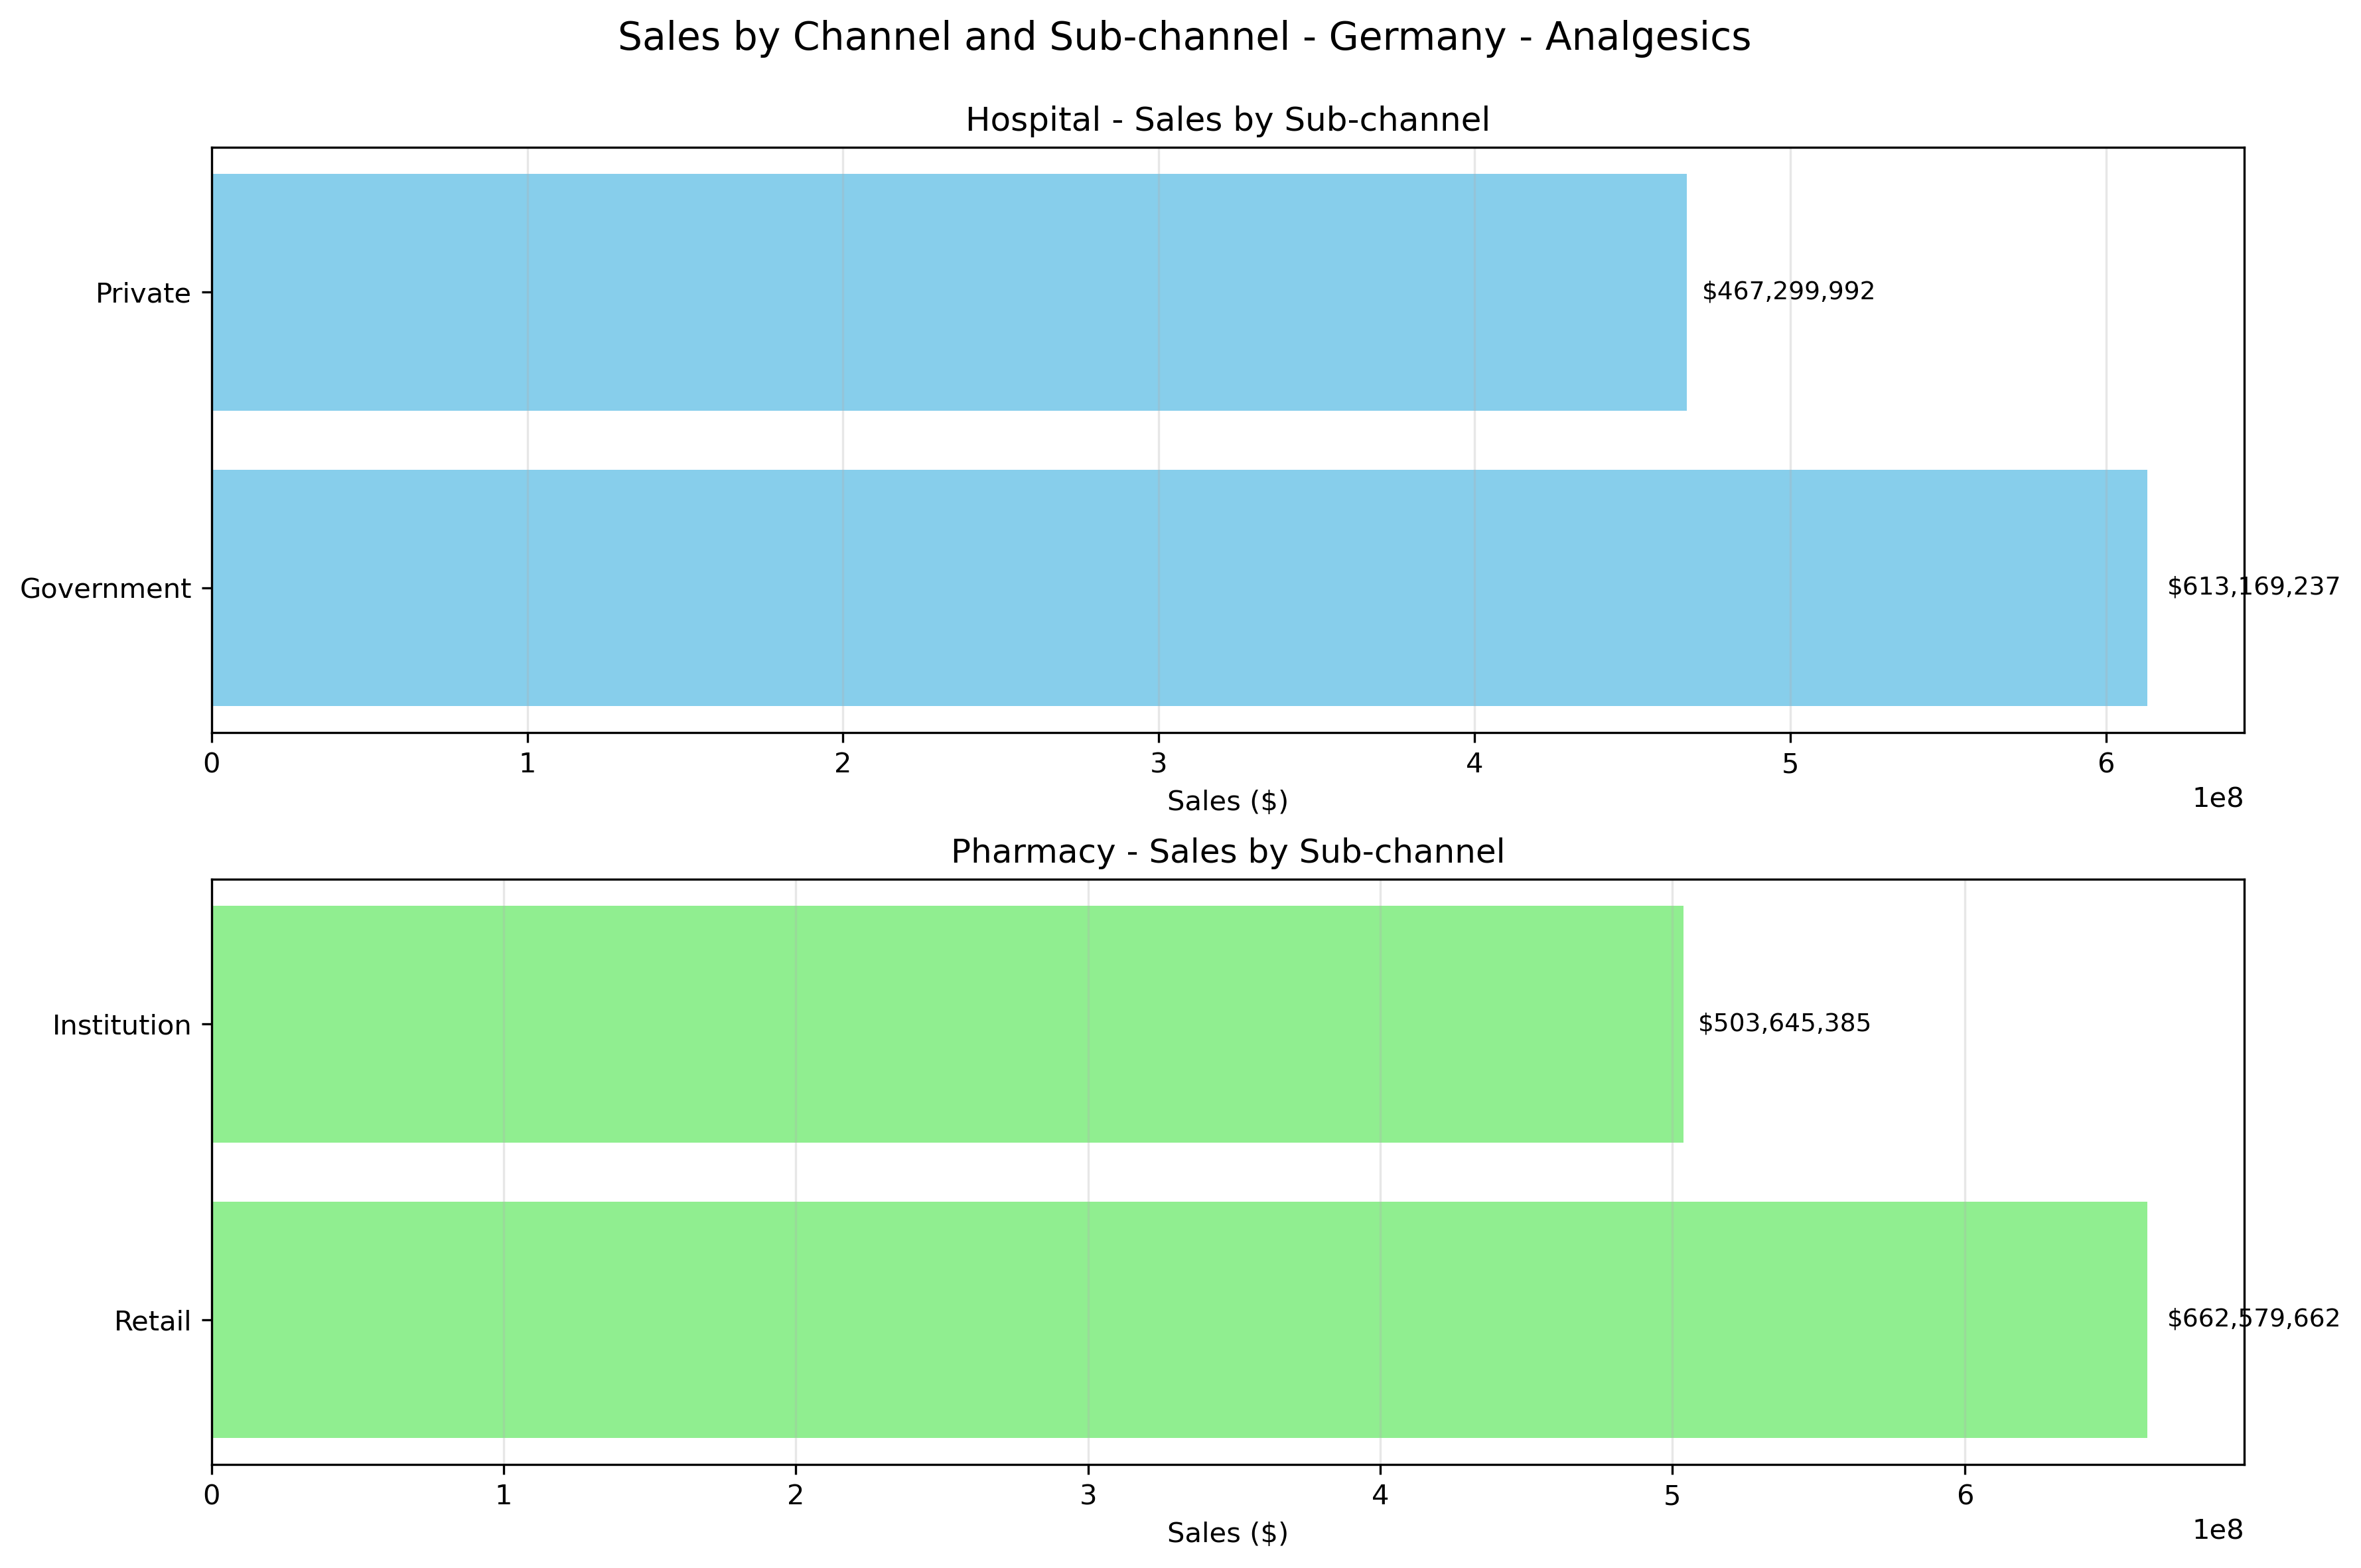 Sales by Channel and Sub-channel - Germany - Analgesics
Hospital - Sales by Sub-channel
Private
$467,299,992
Government
$613,169,237
0 1 2 3 4 5 6
Sales ($)
1e8
Pharmacy - Sales by Sub-channel
Institution
$503,645,385
Retail
$662,579,662
0 1 2 3 4 5 6
Sales ($)
1e8